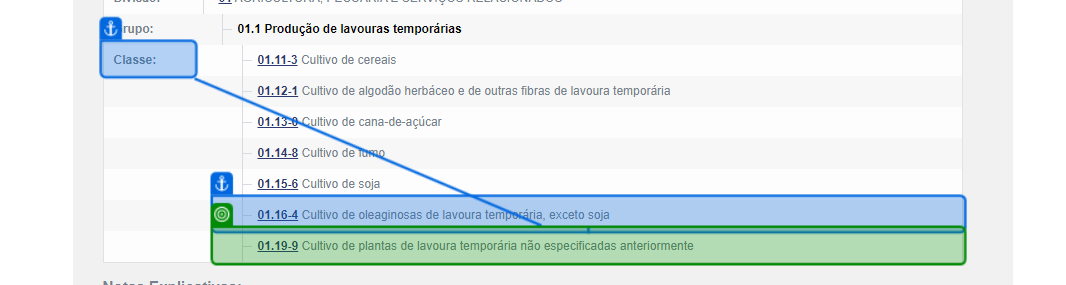 01 AGRICULTURA, PECUÁRIA E SERVIÇOS RELACIONADOS
rupo: 01.1 Produção de lavouras temporárias
Classe: 01.11-3 Cultivo de cereais
01.12-1 Cultivo de algodão herbáceo e de outras fibras de lavoura temporária
01.13-0 Cultivo de cana-de-açúcar
01.14-8 Cultivo de fumo
01.15-6 Cultivo de soja
01.16-4 Cultivo de oleaginosas de lavoura temporária, exceto soja
01.19-9 Cultivo de plantas de lavoura temporária não especificadas anteriormente
Notas Explicativas: